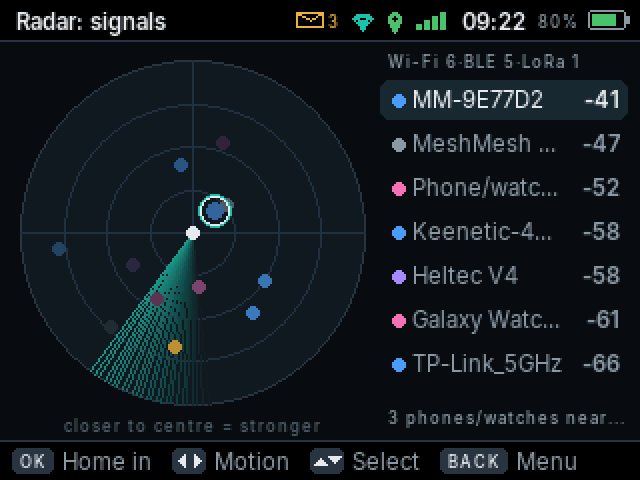 Radar: signals 3 09:22 80%
Wi-Fi 6·BLE 5·LoRa 1
MM-9E77D2 -41
MeshMesh ... -47
Phone/watc... -52
Keenetic-4... -58
Heltec V4 -58
Galaxy Watc... -61
TP-Link_5GHz -66
closer to centre = stronger
3 phones/watches near...
OK Home in Motion Select BACK Menu